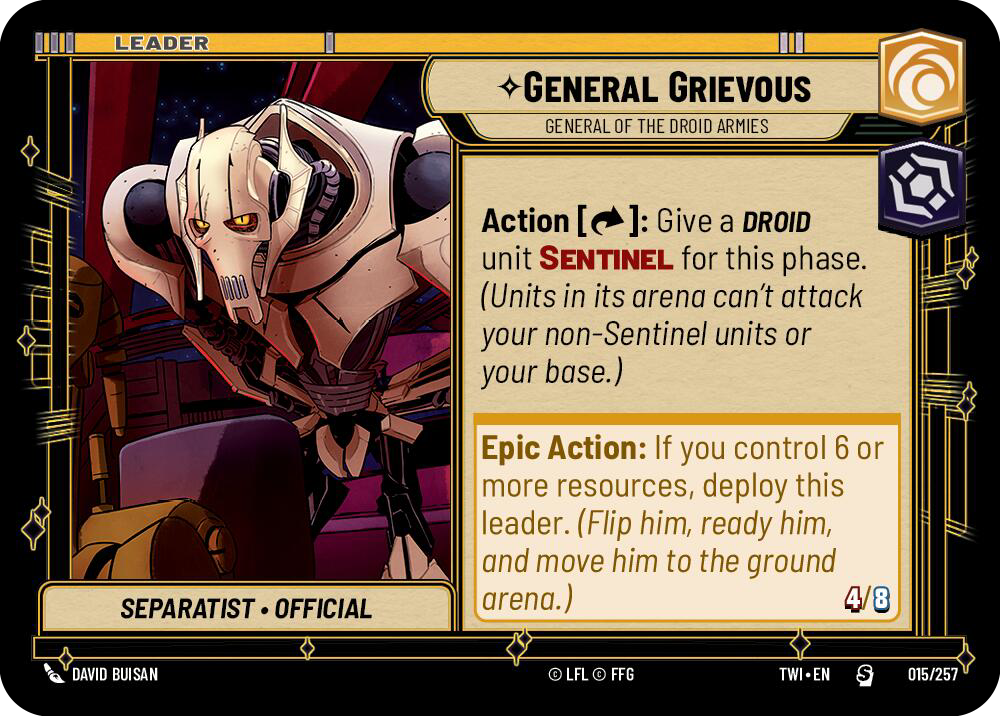 LEADER
GENERAL GRIEVOUS
GENERAL OF THE DROID ARMIES
Action [ ]: Give a DROID
unit SENTINEL for this phase.
(Units in its arena can't attack
your non-Sentinel units or
your base.)
Epic Action: If you control 6 or
more resources, deploy this
leader. (Flip him, ready him,
and move him to the ground
arena.)
4/8
SEPARATIST • OFFICIAL
DAVID BUISAN
© LFL © FFG
TWI • EN
S
015/257